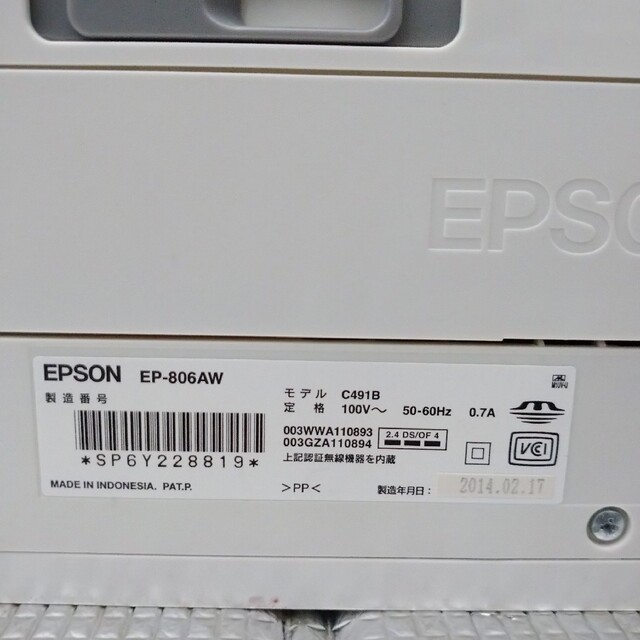 EPSO
EPSON EP-806AW
製造番号
*SP6Y228819*
MADE IN INDONESIA. PAT.P.
モデル C491B
定格 100V～ 50-60Hz 0.7A
003WWA110893
003GZA110894
2.4 DS/OF 4
上記認証無線機器を内蔵
>PP<
製造年月日: 2014.02.17
VCI